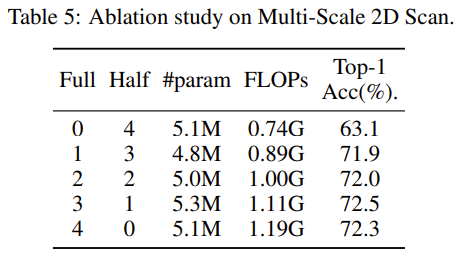 Table 5: Ablation study on Multi-Scale 2D Scan.
Full Half #param FLOPs Top-1 Acc(%).
0 4 5.1M 0.74G 63.1
1 3 4.8M 0.89G 71.9
2 2 5.0M 1.00G 72.0
3 1 5.3M 1.11G 72.5
4 0 5.1M 1.19G 72.3